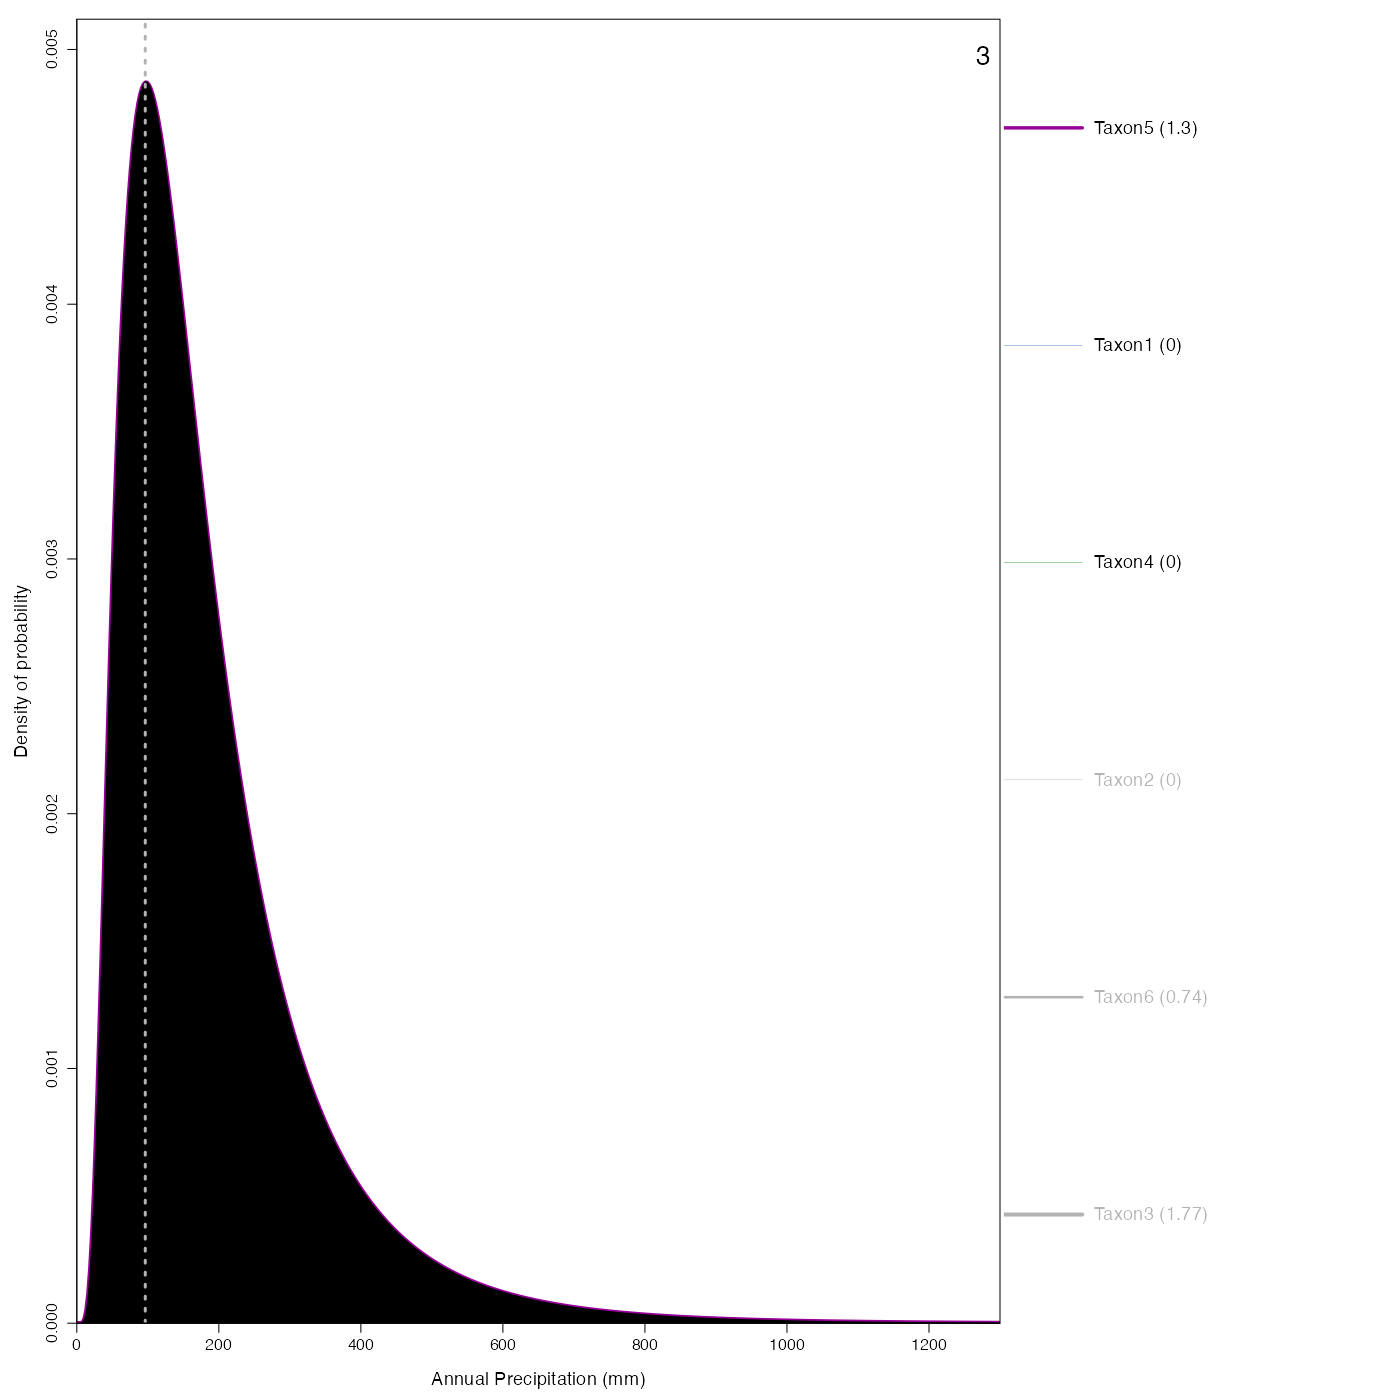 3
Density of probability
0.005
0.004
0.003
0.002
0.001
0.000
0
200
400
600
800
1000
1200
Annual Precipitation (mm)
Taxon5 (1.3)
Taxon1 (0)
Taxon4 (0)
Taxon2 (0)
Taxon6 (0.74)
Taxon3 (1.77)